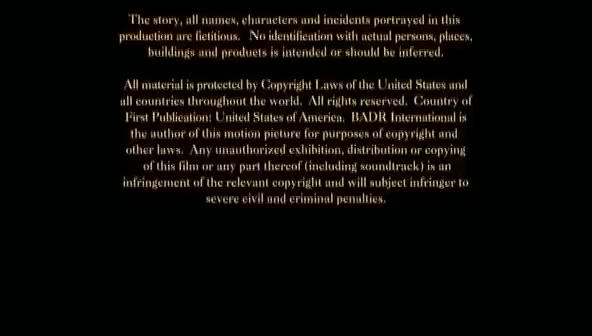 The story, all names, characters and incidents portrayed in this
production are fictitious. No identification with actual persons, places,
buildings and products is intended or should be inferred.
All material is protected by Copyright Laws of the United States and
all countries throughout the world. All rights reserved. Country of
First Publication: United States of America. BADR International is
the author of this motion picture for purposes of copyright and
other laws. Any unauthorized exhibition, distribution or copying
of this film or any part thereof (including soundtrack) is an
infringement of the relevant copyright and will subject infringer to
severe civil and criminal penalties.